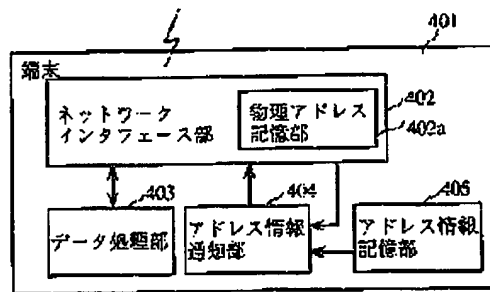 401
端末
ネットワーク
インタフェース部
物理アドレス
記憶部
402
402a
403
データ処理部
404
アドレス情報
通知部
405
アドレス情報
記憶部